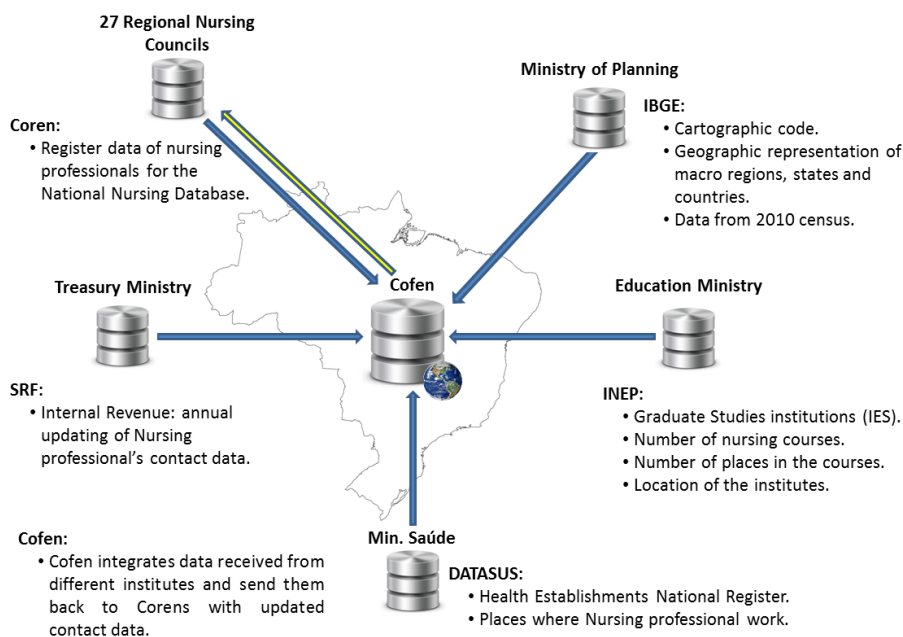 27 Regional Nursing
Councils
Coren:
• Register data of nursing
professionals for the
National Nursing Database.
Ministry of Planning
IBGE:
• Cartographic code.
• Geographic representation of
macro regions, states and
countries.
• Data from 2010 census.
Treasury Ministry
Cofen
Education Ministry
SRF:
• Internal Revenue: annual
updating of Nursing
professional's contact data.
INEP:
• Graduate Studies institutions (IES).
• Number of nursing courses.
• Number of places in the courses.
• Location of the institutes.
Cofen:
• Cofen integrates data received from
different institutes and send them
back to Corens with updated
contact data.
Min. Saúde
DATASUS:
• Health Establishments National Register.
• Places where Nursing professional work.